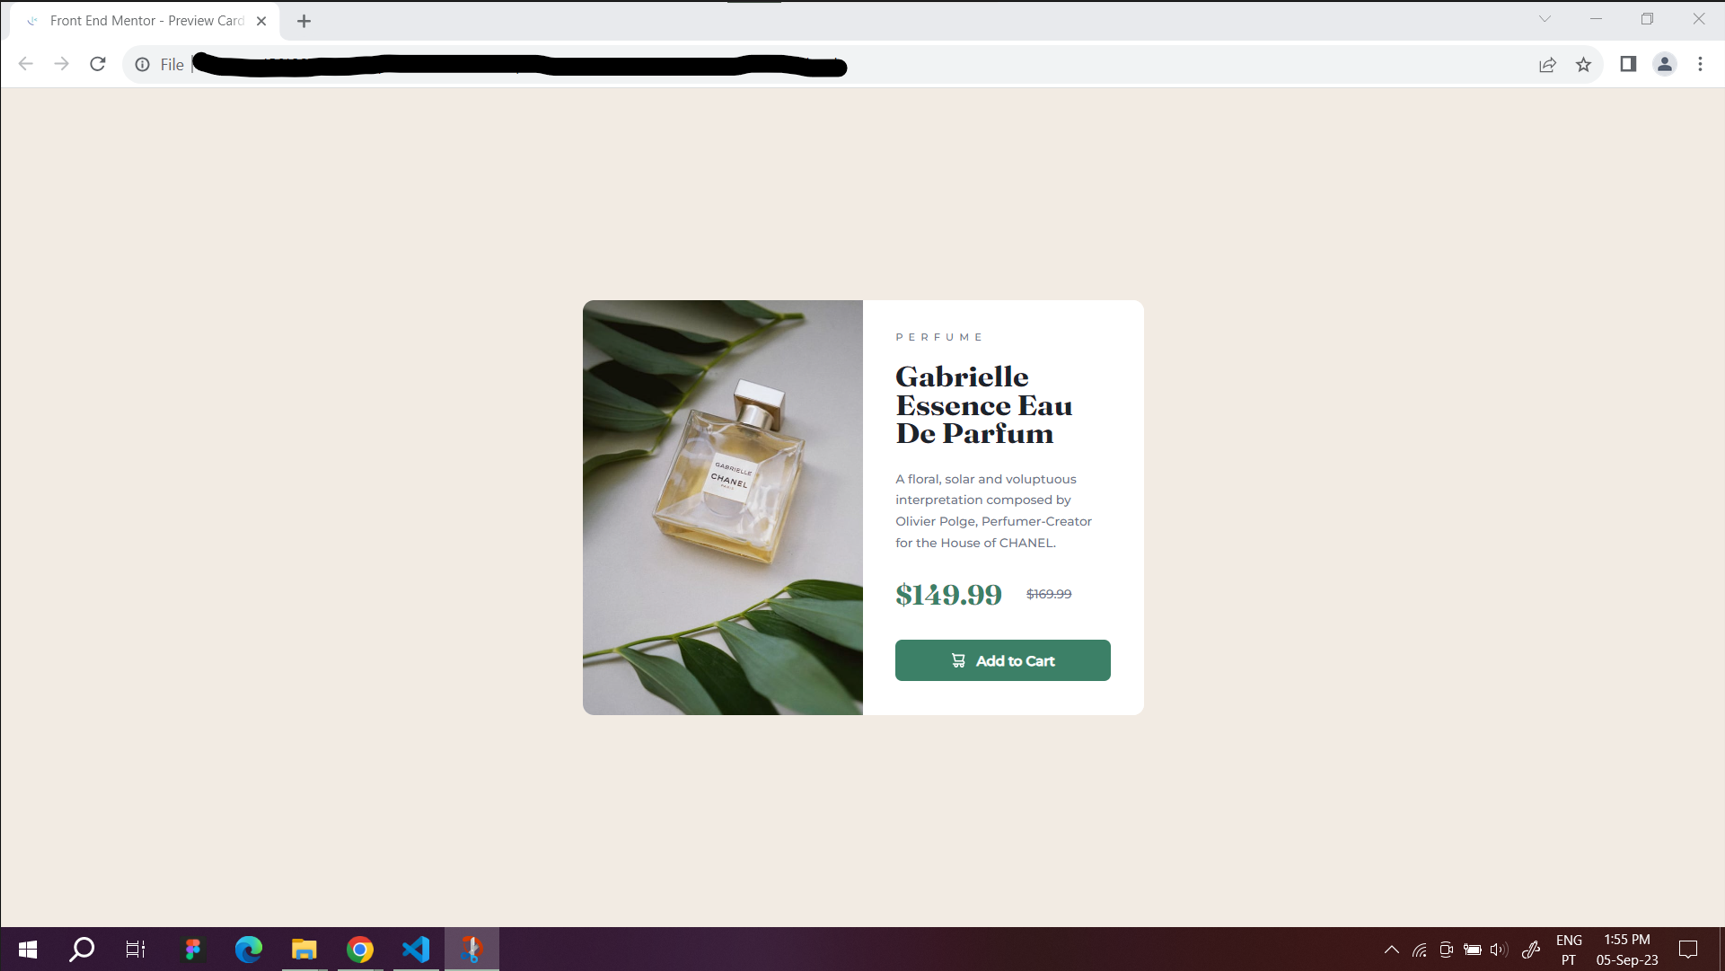 Front End Mentor - Preview Card
File
PERFUME
Gabrielle
Essence Eau
De Parfum
A floral, solar and voluptuous
interpretation composed by
Olivier Polge, Perfumer-Creator
for the House of CHANEL.
$149.99
$169.99
Add to Cart
GABRIELLE
CHANEL
PARIS
ENG
PT
1:55 PM
05-Sep-23